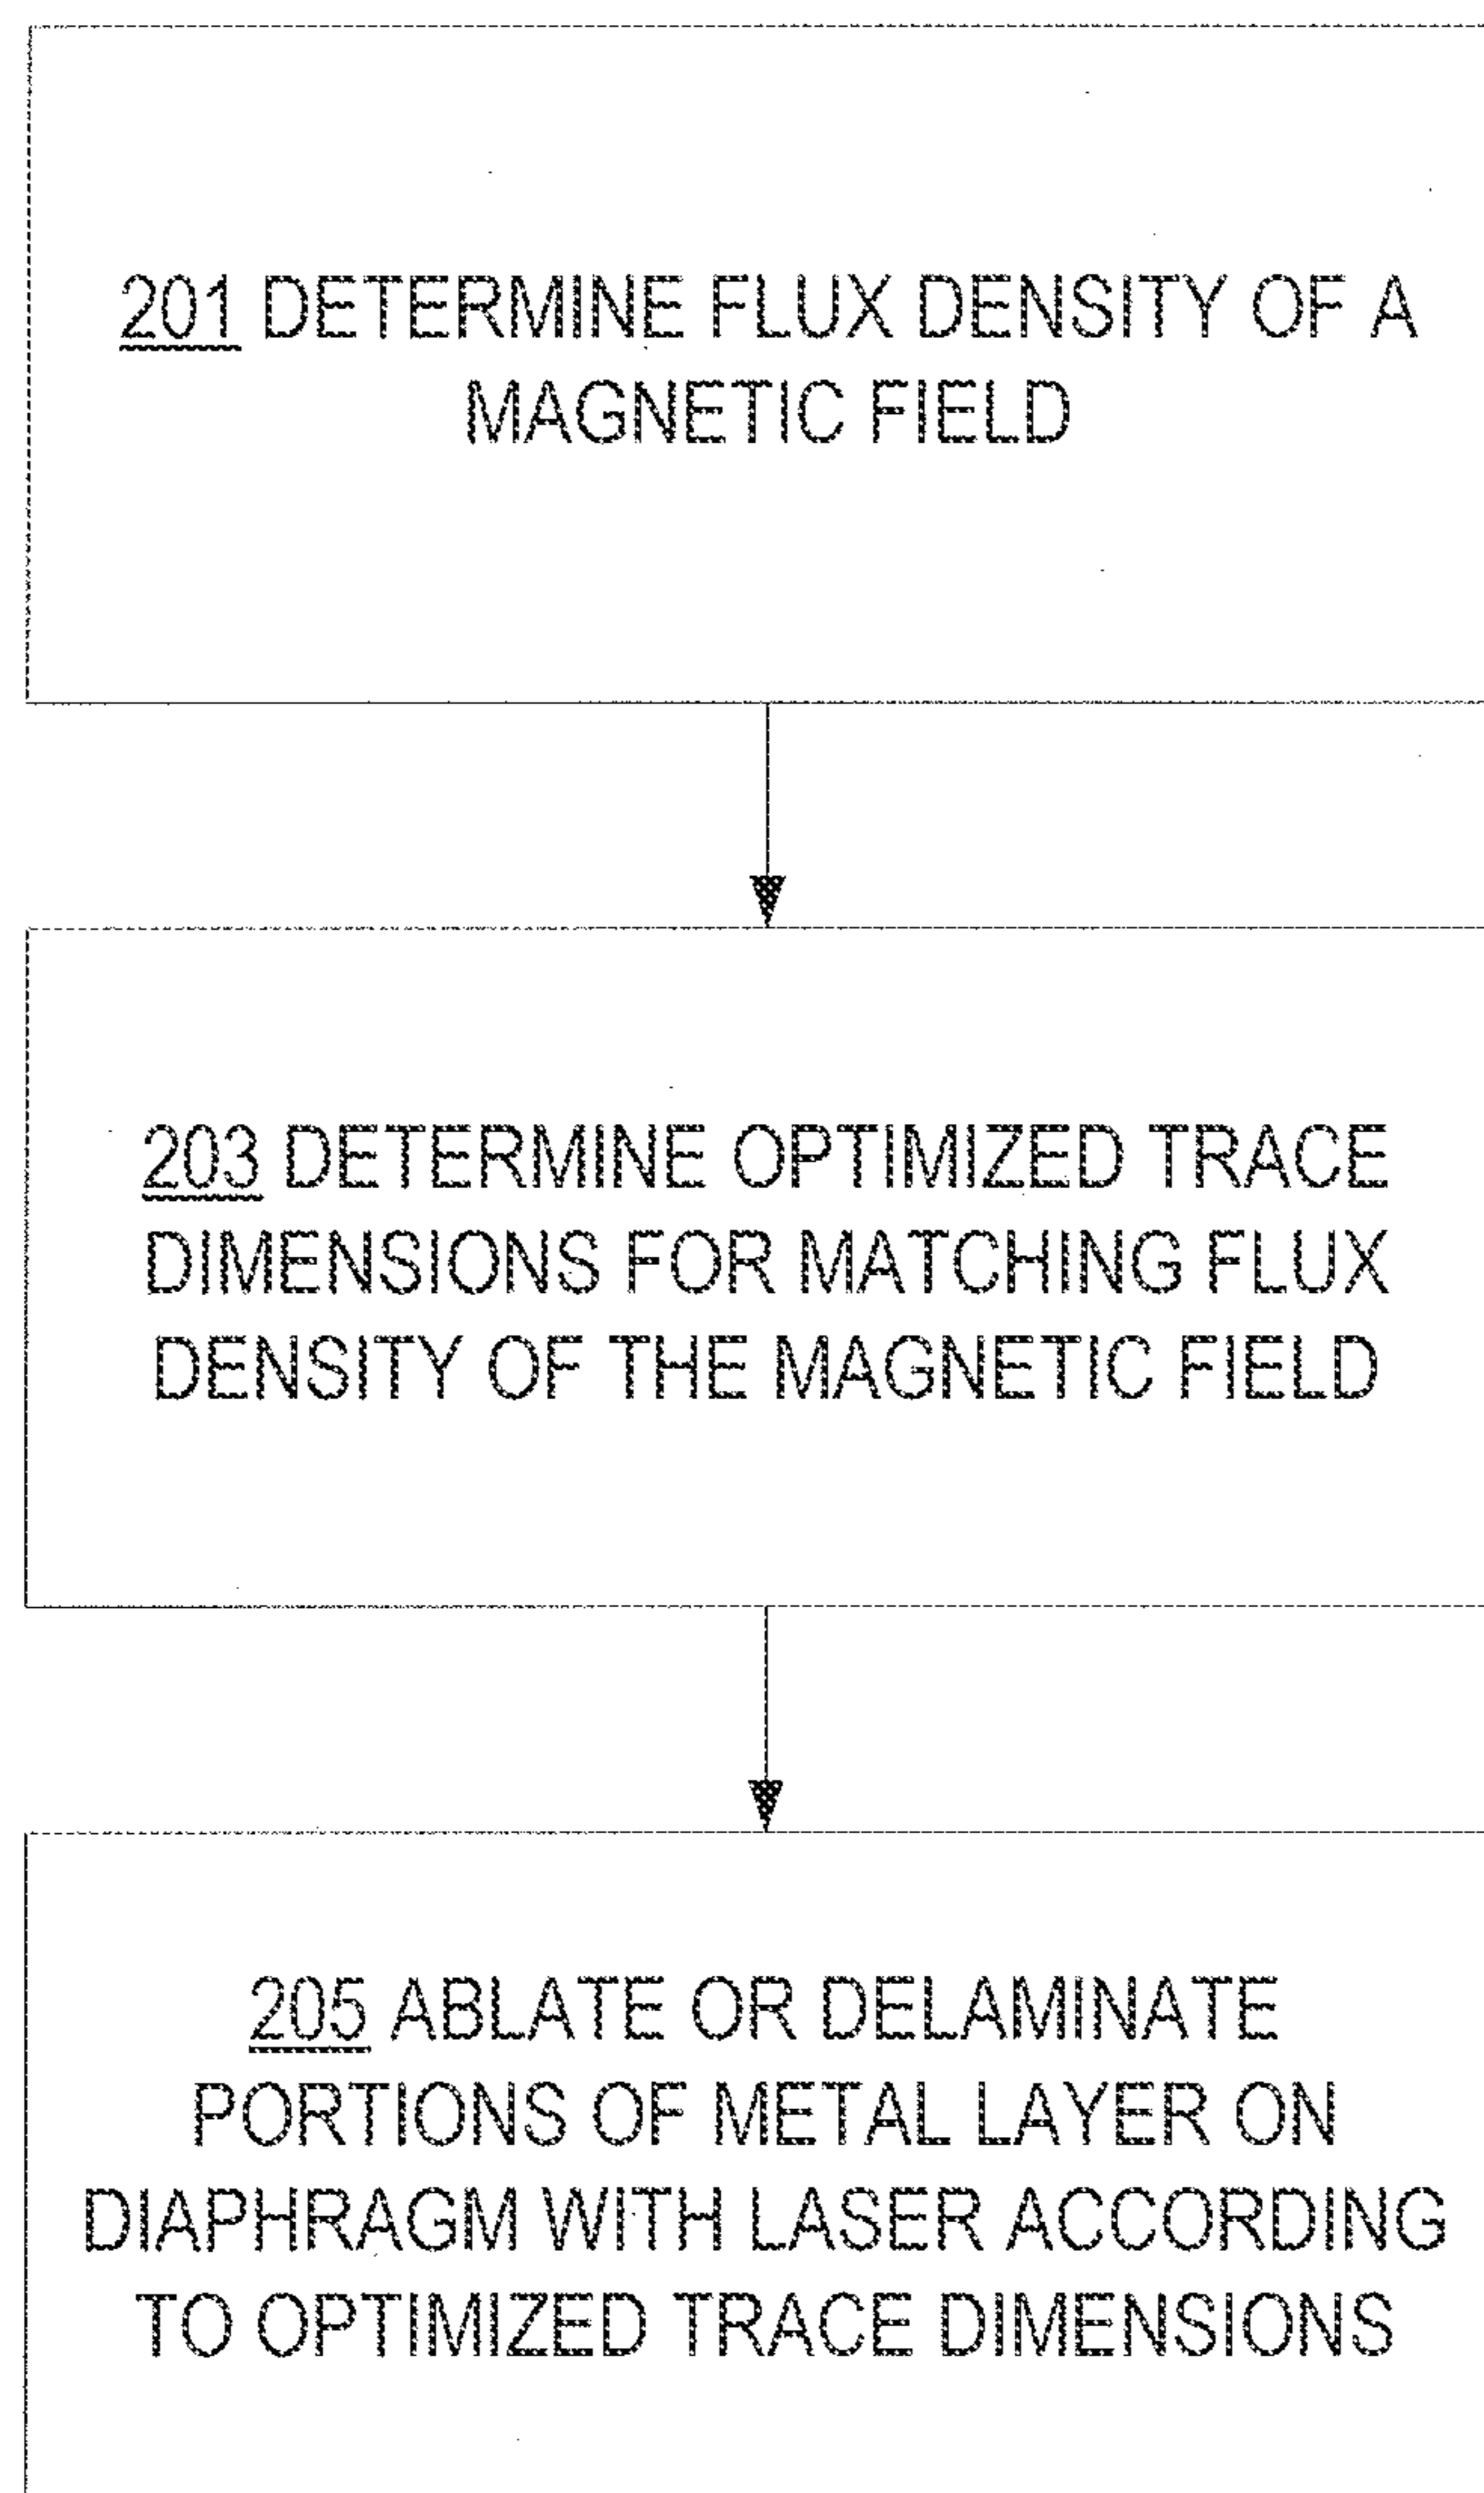 201 DETERMINE FLUX DENSITY OF A
MAGNETIC FIELD
203 DETERMINE OPTIMIZED TRACE
DIMENSIONS FOR MATCHING FLUX
DENSITY OF THE MAGNETIC FIELD
205 ABLATE OR DELAMINATE
PORTIONS OF METAL LAYER ON
DIAPHRAGM WITH LASER ACCORDING
TO OPTIMIZED TRACE DIMENSIONS